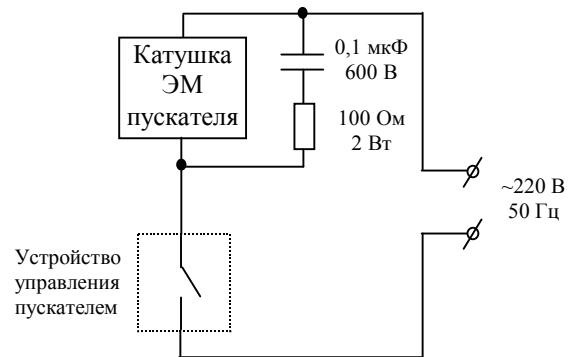 Катушка
ЭМ
пускателя
0,1 мкФ
600 В
100 Ом
2 Вт
~220 В
50 Гц
Устройство
управления
пускателем